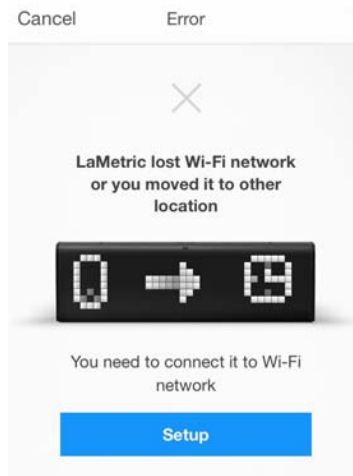 Cancel Error
LaMetric lost Wi-Fi network
or you moved it to other
location
You need to connect it to Wi-Fi
network
Setup